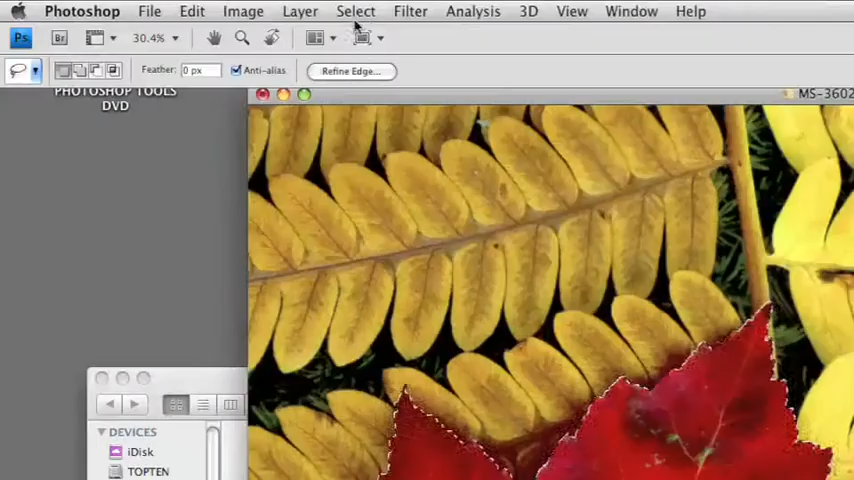 Photoshop File Edit Image Layer Select Filter Analysis 3D View Window Help
Ps Br 30.4%
Feather: 0 px Anti-alias Refine Edge...
PHOTOSHOP TOOLS
DVD
MS-3602
DEVICES
iDisk
TOPTEN